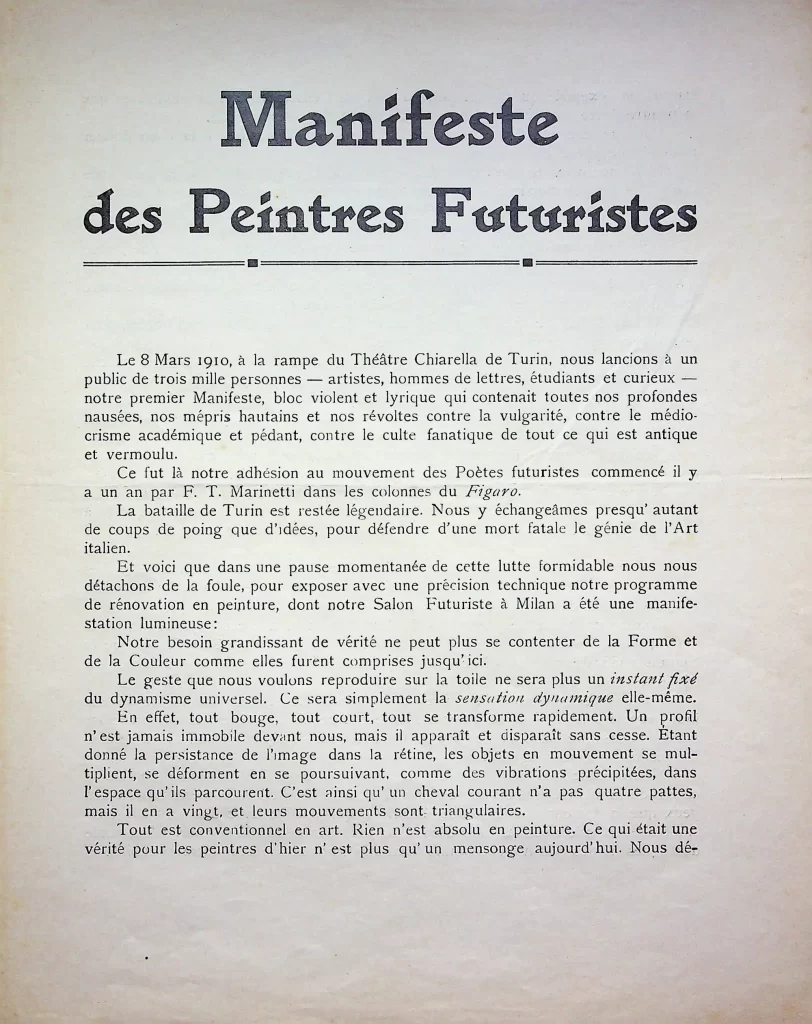 Manifeste
des Peintres Futuristes
Le 8 Mars 1910, à la rampe du Théâtre Chiarella de Turin, nous lancions à un
public de trois mille personnes — artistes, hommes de lettres, étudiants et curieux —
notre premier Manifeste, bloc violent et lyrique qui contenait toutes nos profondes
nausées, nos mépris hautains et nos révoltes contre la vulgarité, contre le médio-
crisme académique et pédant, contre le culte fanatique de tout ce qui est antique
et vermoulu.
Ce fut là notre adhésion au mouvement des Poètes futuristes commencé il y
a un an par F. T. Marinetti dans les colonnes du Figaro.
La bataille de Turin est restée légendaire. Nous y échangeâmes presqu' autant
de coups de poing que d'idées, pour défendre d'une mort fatale le génie de l'Art
italien.
Et voici que dans une pause momentanée de cette lutte formidable nous nous
détachons de la foule, pour exposer avec une précision technique notre programme
de rénovation en peinture, dont notre Salon Futuriste à Milan a été une manife-
station lumineuse:
Notre besoin grandissant de vérité ne peut plus se contenter de la Forme et
de la Couleur comme elles furent comprises jusqu' ici.
Le geste que nous voulons reproduire sur la toile ne sera plus un instant fixé
du dynamisme universel. Ce sera simplement la sensation dynamique elle-même.
En effet, tout bouge, tout court, tout se transforme rapidement. Un profil
n'est jamais immobile devant nous, mais il apparaît et disparaît sans cesse. Étant
donné la persistance de l'image dans la rétine, les objets en mouvement se mul-
tiplient, se déforment en se poursuivant, comme des vibrations précipitées, dans
l'espace qu'ils parcourent. C'est ainsi qu' un cheval courant n'a pas quatre pattes,
mais il en a vingt, et leurs mouvements sont triangulaires.
Tout est conventionnel en art. Rien n'est absolu en peinture. Ce qui était une
vérité pour les peintres d'hier n' est plus qu' un mensonge aujourd'hui. Nous dé-